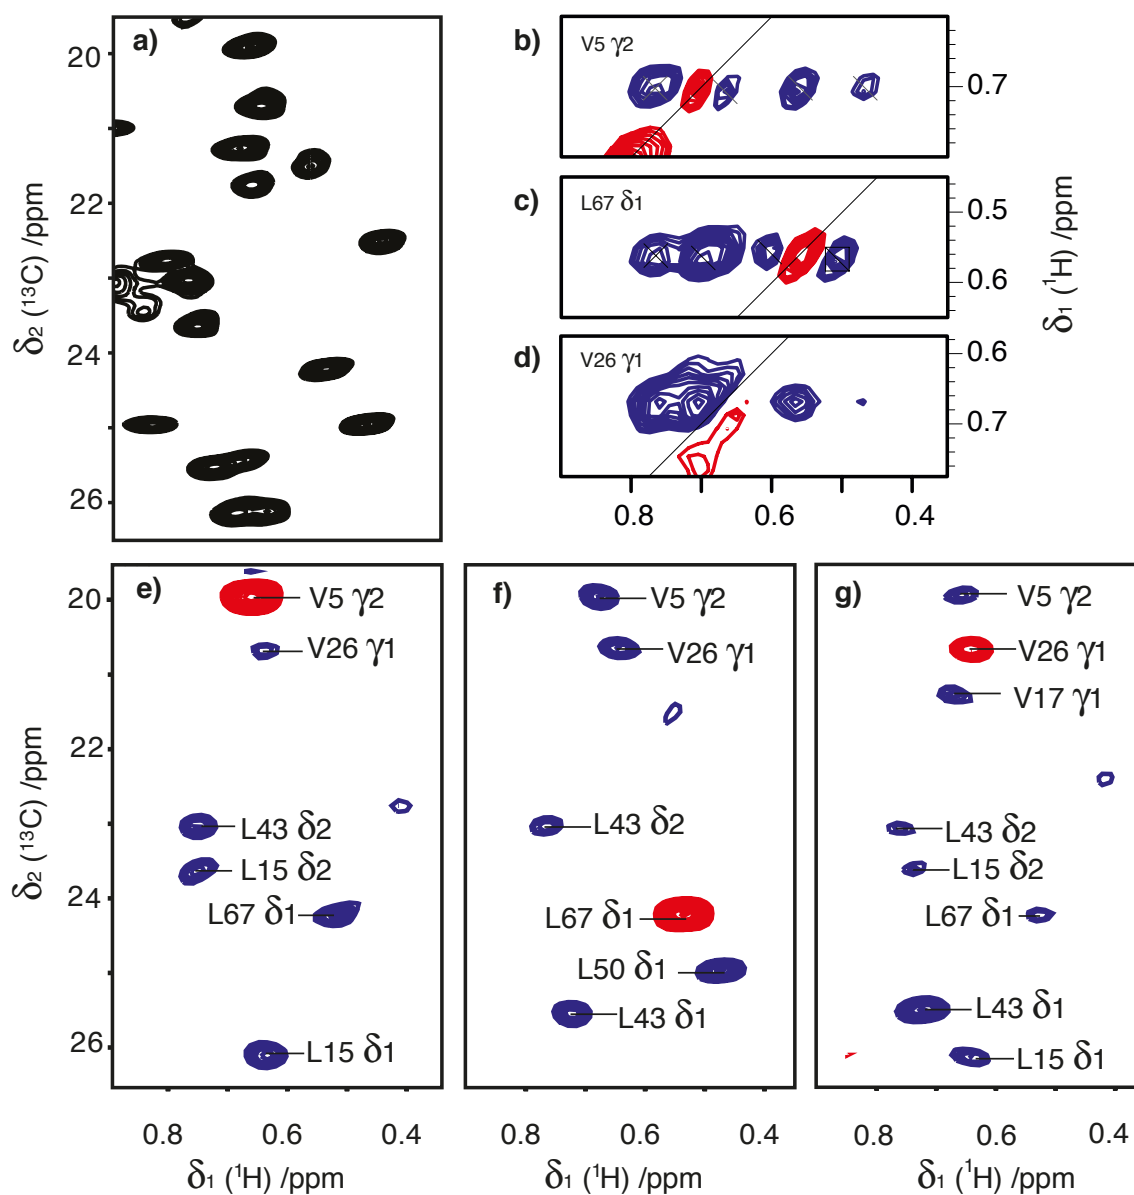 a)
20
22
24
26
δ2 (13C) /ppm
b)
V5 γ2
0.7
c)
L67 δ1
0.5
0.6
δ1 (1H) /ppm
d)
V26 γ1
0.6
0.7
0.8 0.6 0.4
e)
20
22
24
26
δ2 (13C) /ppm
V5 γ2
V26 γ1
L43 δ2
L15 δ2
L67 δ1
L15 δ1
0.8 0.6 0.4
δ1 (1H) /ppm
f)
V5 γ2
V26 γ1
L43 δ2
L67 δ1
L50 δ1
L43 δ1
0.8 0.6 0.4
δ1 (1H) /ppm
g)
V5 γ2
V26 γ1
V17 γ1
L43 δ2
L15 δ2
L67 δ1
L43 δ1
L15 δ1
0.8 0.6 0.4
δ1 (1H) /ppm